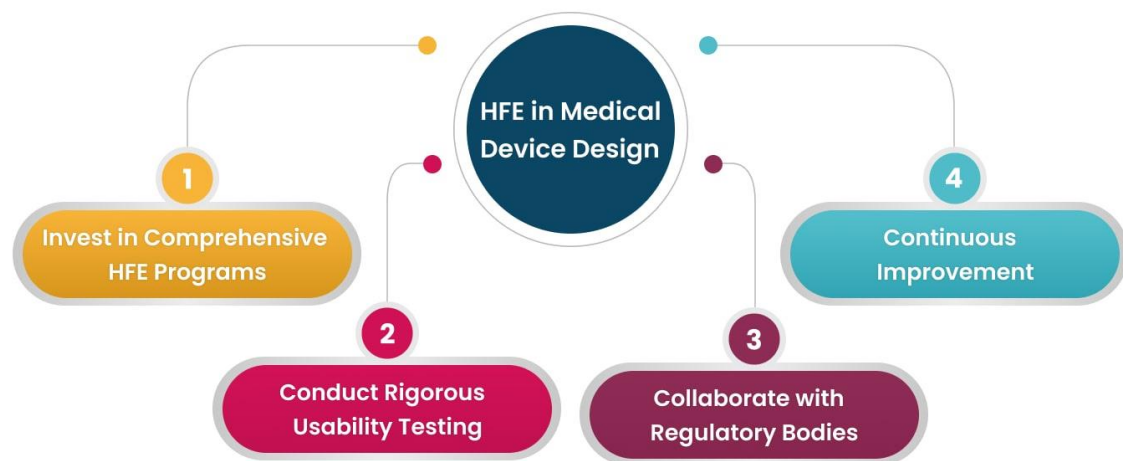 HFE in Medical
Device Design
1
Invest in Comprehensive
HFE Programs
2
Conduct Rigorous
Usability Testing
3
Collaborate with
Regulatory Bodies
4
Continuous
Improvement